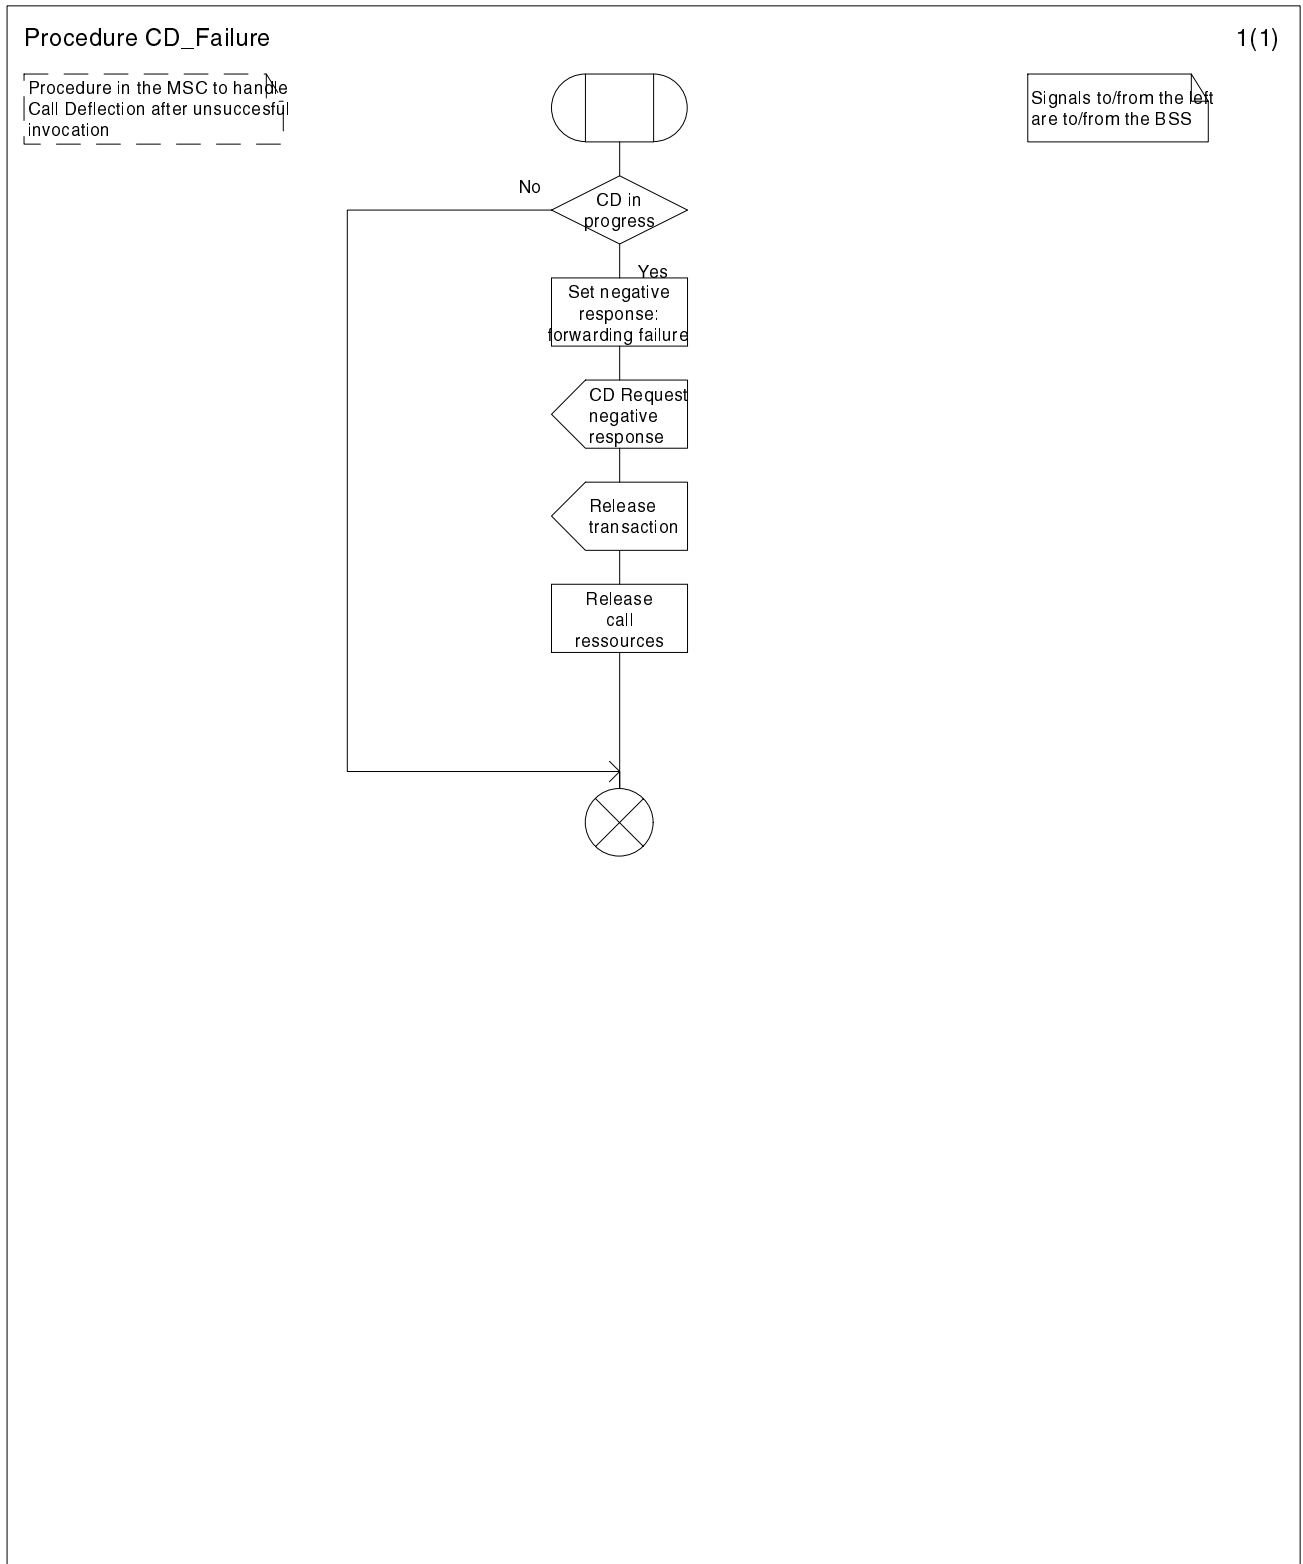 Procedure CD_Failure
1(1)
Procedure in the MSC to handle
Call Deflection after unsuccesful
invocation
Signals to/from the left
are to/from the BSS
No
CD in
progress
Yes
Set negative
response:
forwarding failure
CD Request
negative
response
Release
transaction
Release
call
ressources